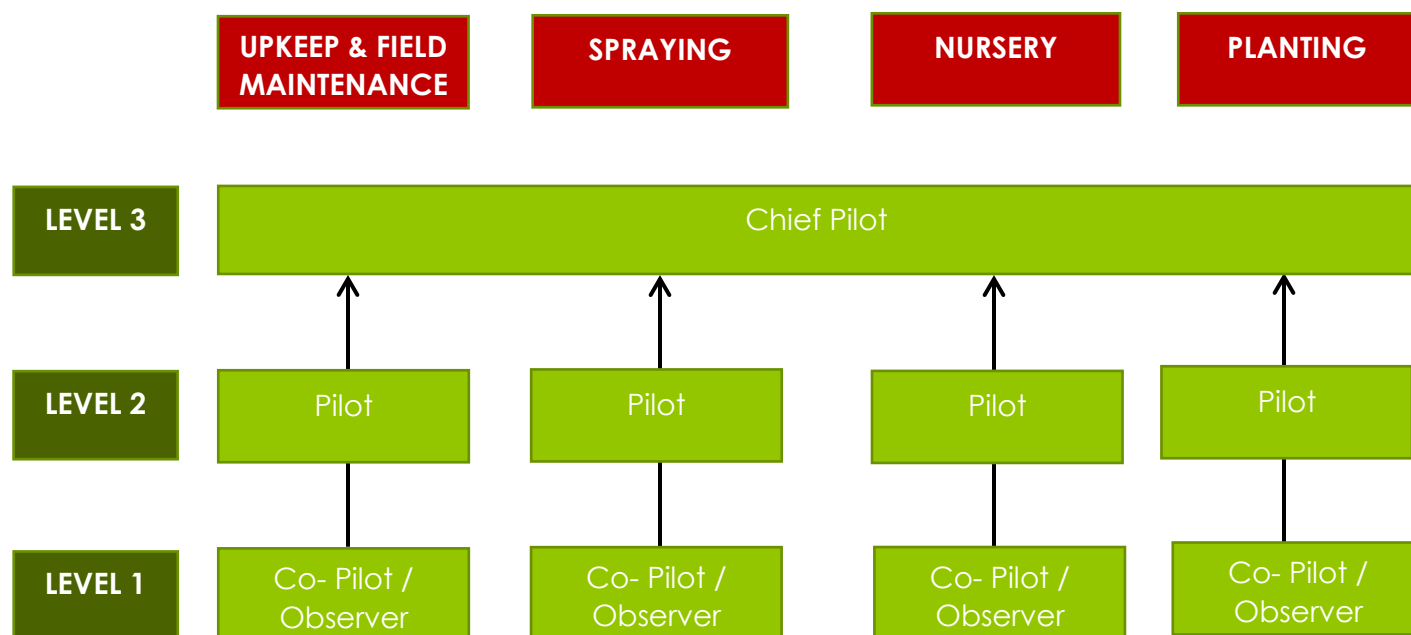 UPKEEP & FIELD
MAINTENANCE
SPRAYING
NURSERY
PLANTING
LEVEL 3
Chief Pilot
LEVEL 2
Pilot
Pilot
Pilot
Pilot
LEVEL 1
Co- Pilot /
Observer
Co- Pilot /
Observer
Co- Pilot /
Observer
Co- Pilot /
Observer